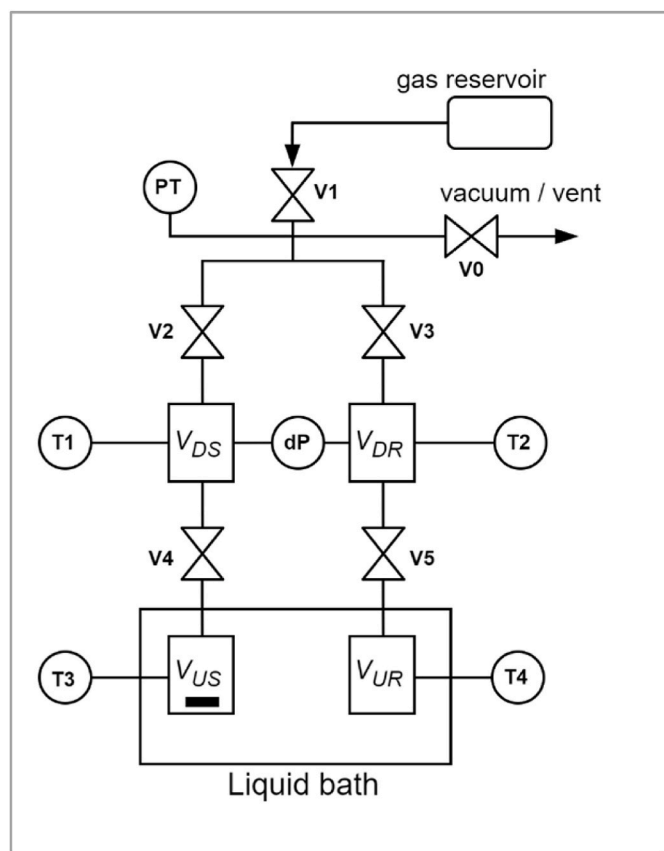 gas reservoir
PT
V1
vacuum / vent
V0
V2
V3
T1
V_DS
dP
V_DR
T2
V4
V5
T3
V_US
V_UR
T4
Liquid bath